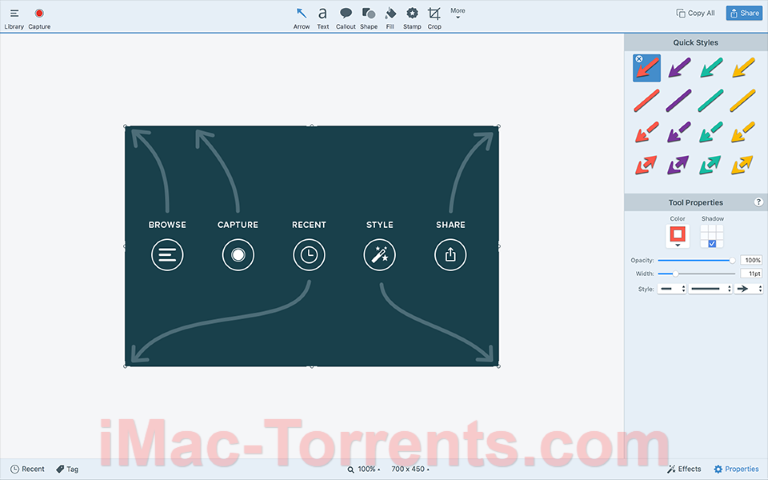 Library Capture Arrow Text Callout Shape Fill Stamp Crop More Copy All Share
Quick Styles
Tool Properties ?
Color Shadow
Opacity: 100%
Width: 11pt
Style:
BROWSE CAPTURE RECENT STYLE SHARE
iMac-Torrents.com
Recent Tag 100% 700 x 450 Effects Properties